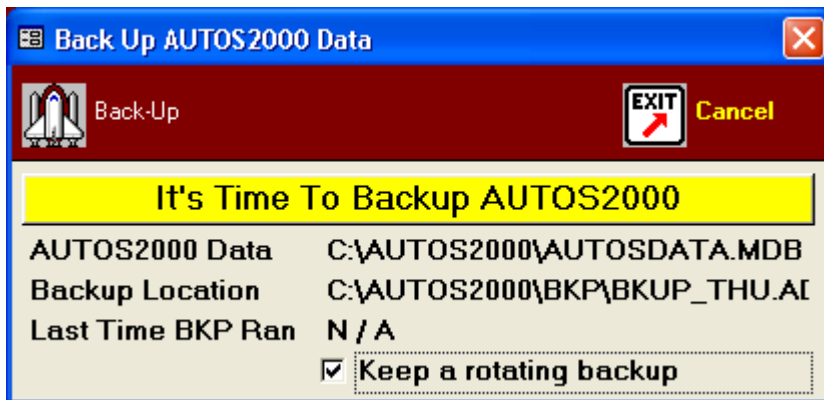 Back Up AUTOS2000 Data
Back-Up EXIT Cancel
It's Time To Backup AUTOS2000
AUTOS2000 Data C:\AUTOS2000\AUTOSDATA.MDB
Backup Location C:\AUTOS2000\BKP\BKUP_THU.AD
Last Time BKP Ran N / A
Keep a rotating backup